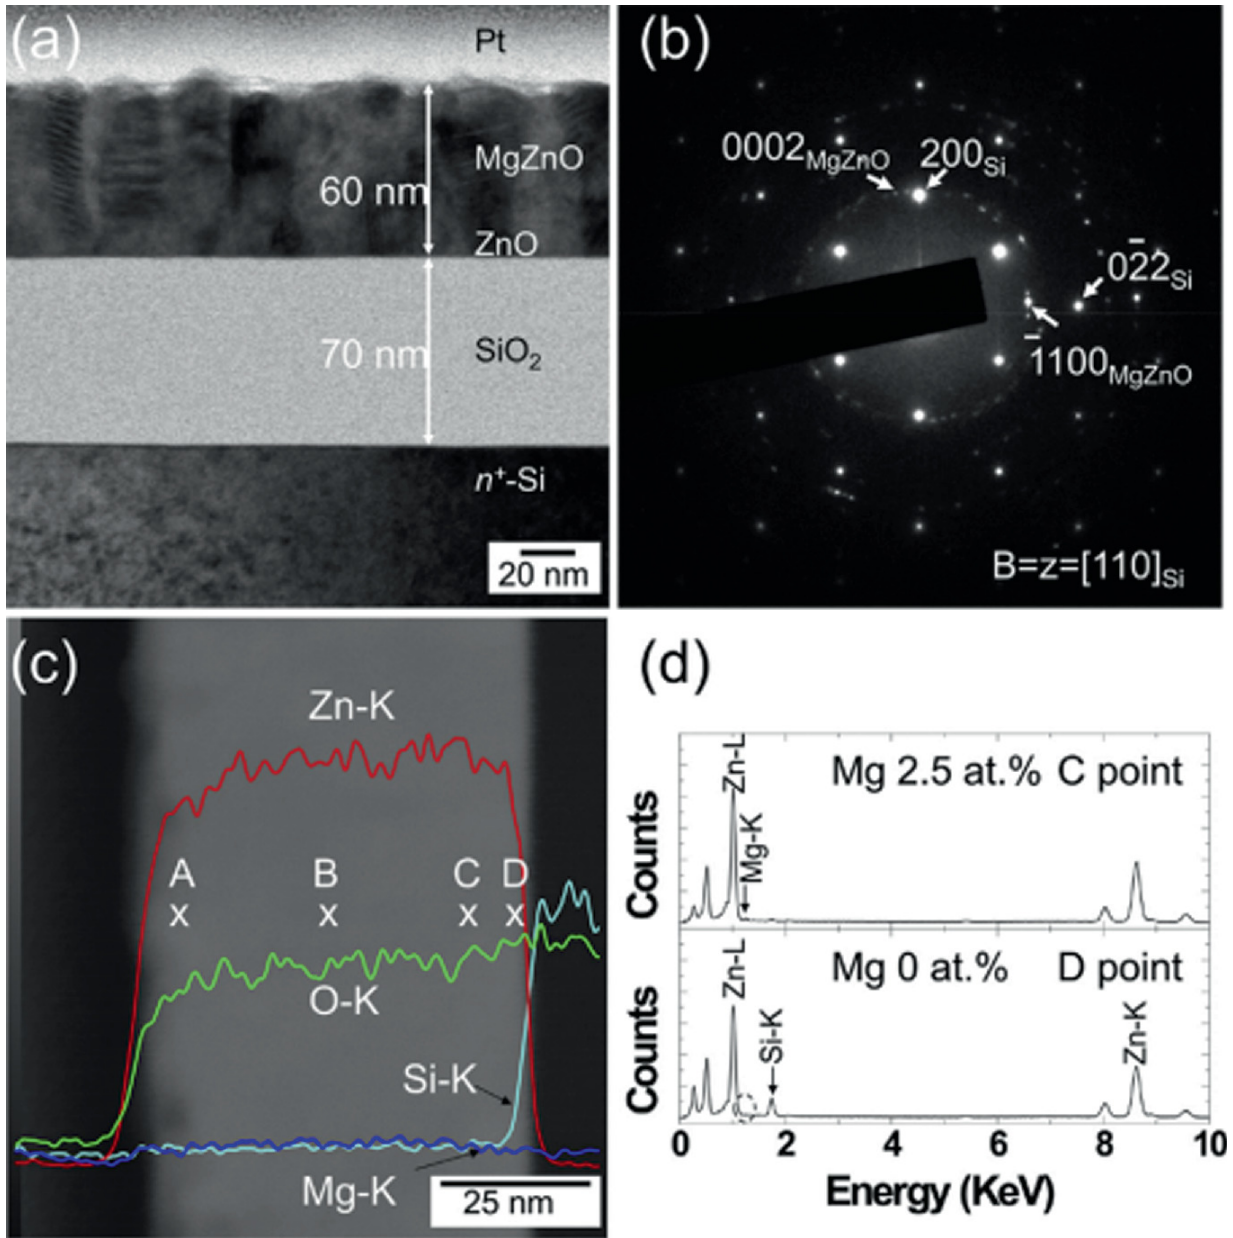 (a)
Pt
MgZnO
60 nm
ZnO
70 nm
SiO₂
n⁺-Si
20 nm
(b)
0002MgZnO
200Si
02̅2Si
1̅100MgZnO
B=z=[110]Si
(c)
Zn-K
A B C D
x x x x
O-K
Si-K
Mg-K
25 nm
(d)
Counts
Zn-L
Mg-K
Mg 2.5 at.% C point
Counts
Zn-L
Si-K
Mg 0 at.% D point
Zn-K
0 2 4 6 8 10
Energy (KeV)